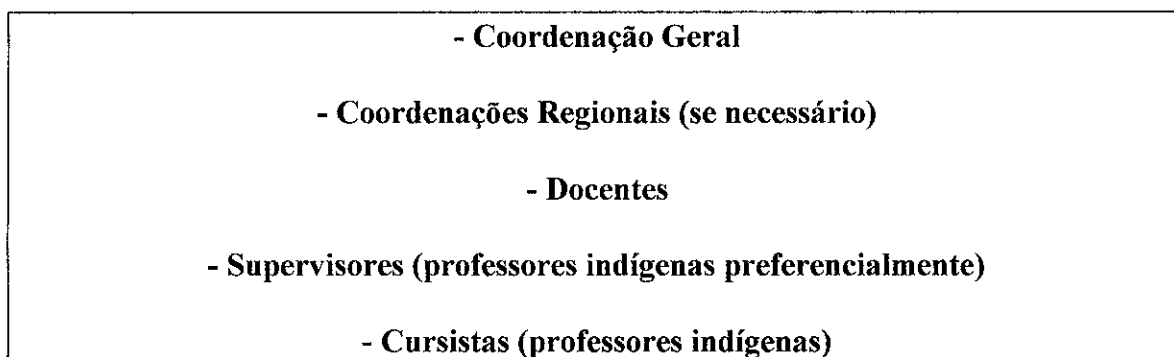 - Coordenação Geral
- Coordenações Regionais (se necessário)
- Docentes
- Supervisores (professores indígenas preferencialmente)
- Cursistas (professores indígenas)